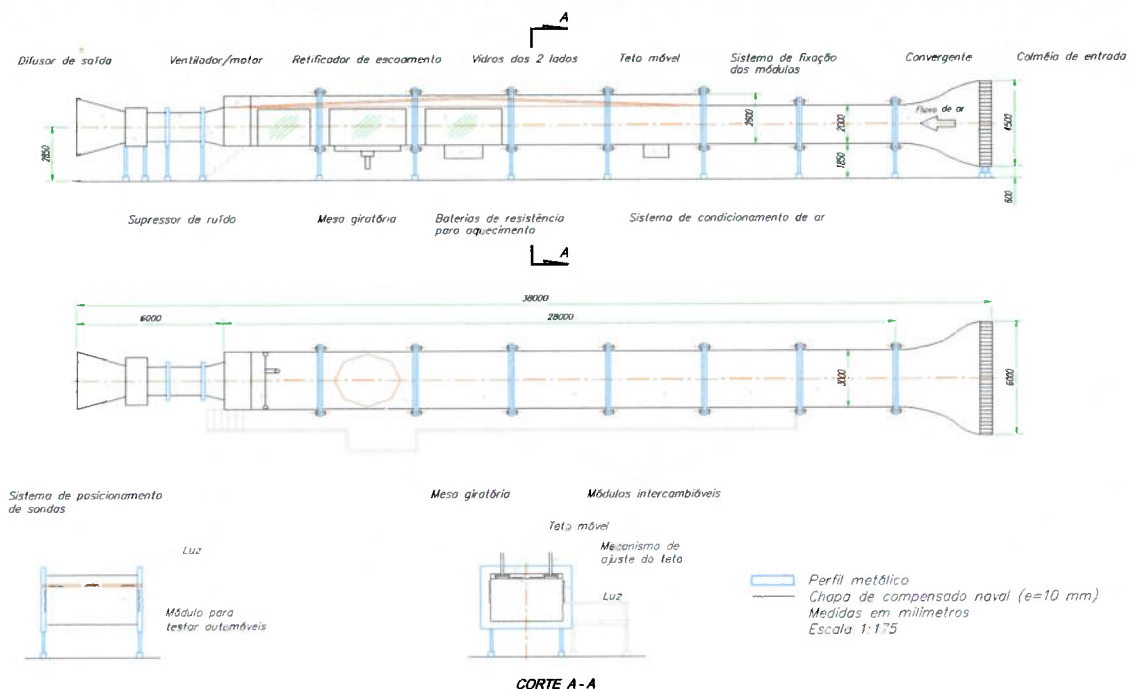 A
Difusor de saída
Ventilador/motor
Retificador de escoamento
Vidros dos 2 lados
Teto móvel
Sistema de fixação
dos módulos
Convergente
Colméia de entrada
Fluxo de ar
2850
2500
2000
1850
4500
600
Supressor de ruído
Mesa giratória
Baterias de resistência
para aquecimento
Sistema de condicionamento de ar
A
38000
6000
28000
3000
6000
Sistema de posicionamento
de sondas
Mesa giratória
Módulos intercambiáveis
Luz
Módulo para
testar automóveis
Teto móvel
Mecanismo de
ajuste do teto
Luz
Perfil metálico
Chapa de compensado naval (e=10 mm)
Medidas em milímetros
Escala 1:175
CORTE A-A